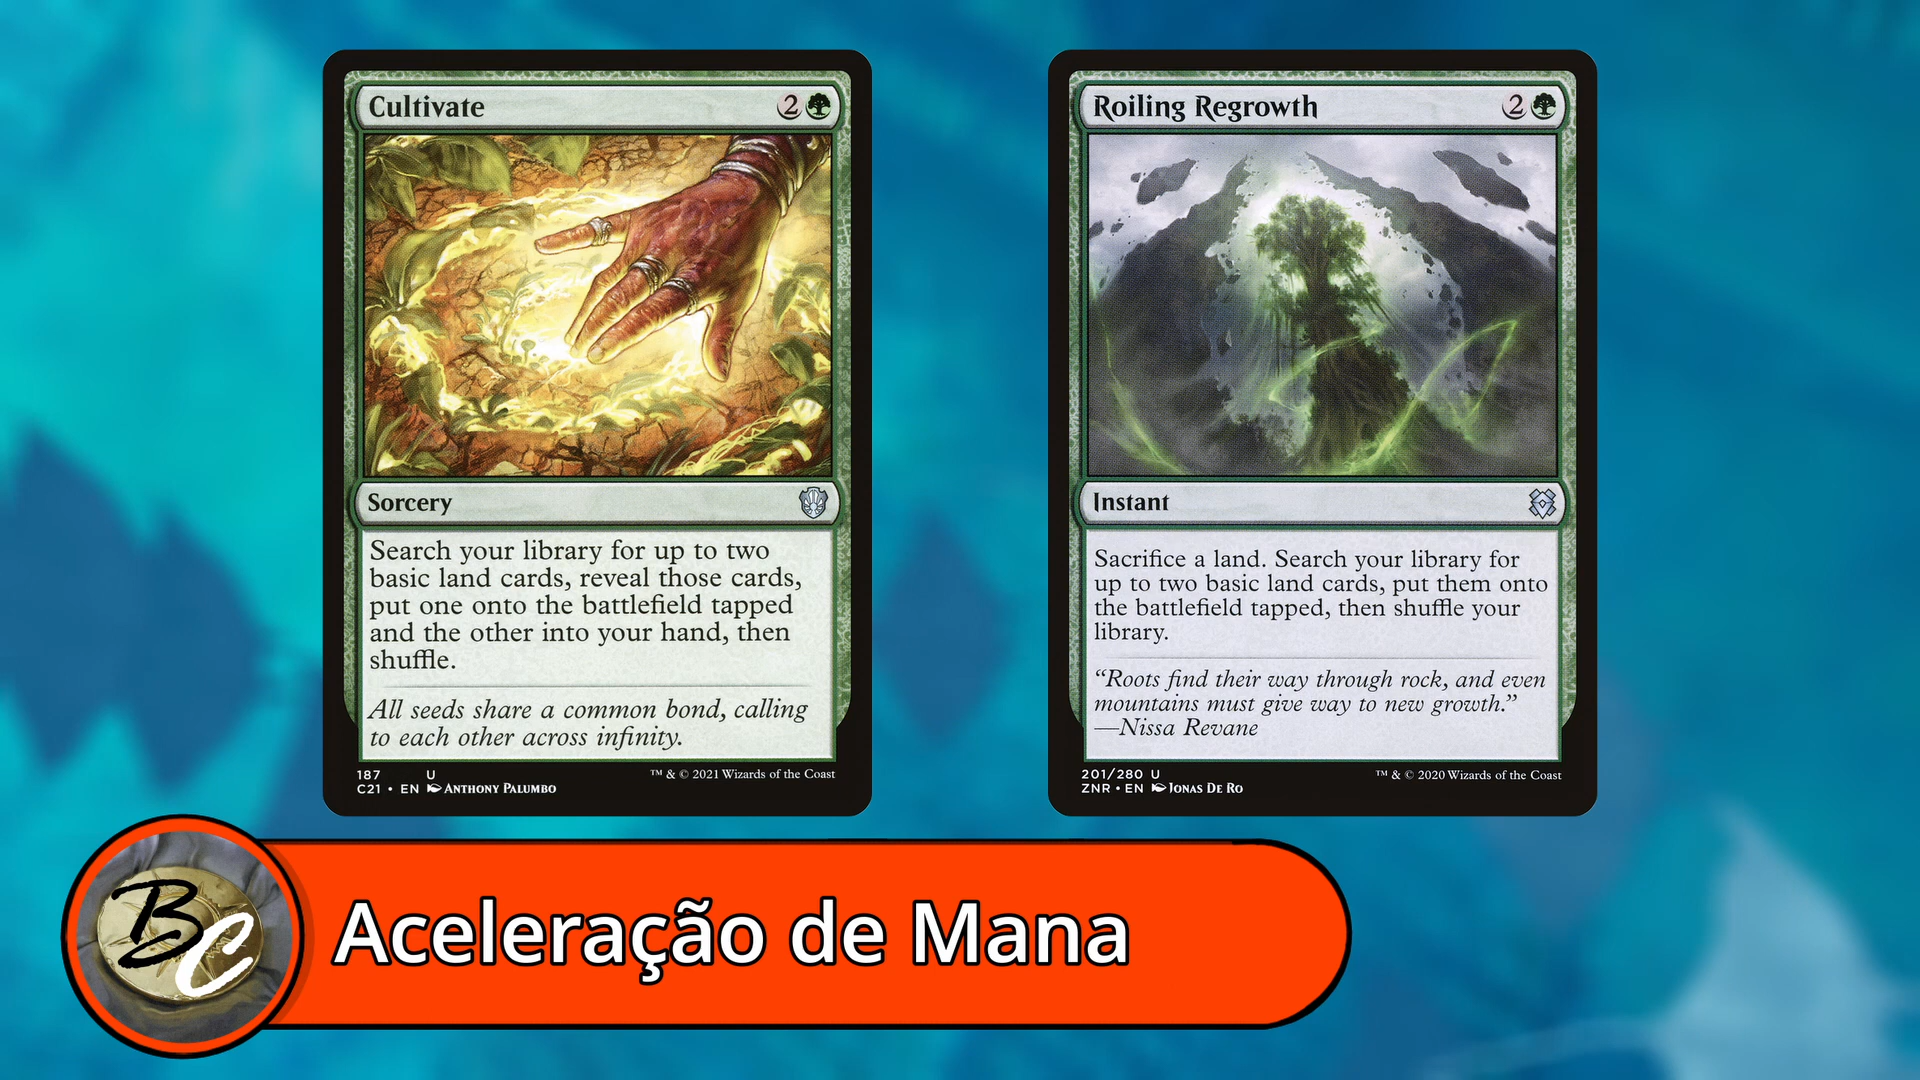 Cultivate 2
Sorcery
Search your library for up to two
basic land cards, reveal those cards,
put one onto the battlefield tapped
and the other into your hand, then
shuffle.
All seeds share a common bond, calling
to each other across infinity.
187 U
C21 • EN Anthony Palumbo
™ & © 2021 Wizards of the Coast
Roiling Regrowth 2
Instant
Sacrifice a land. Search your library for
up to two basic land cards, put them onto
the battlefield tapped, then shuffle your
library.
“Roots find their way through rock, and even
mountains must give way to new growth.”
—Nissa Revane
201/280 U
ZNR • EN Jonas De Ro
™ & © 2020 Wizards of the Coast
BC
Aceleração de Mana